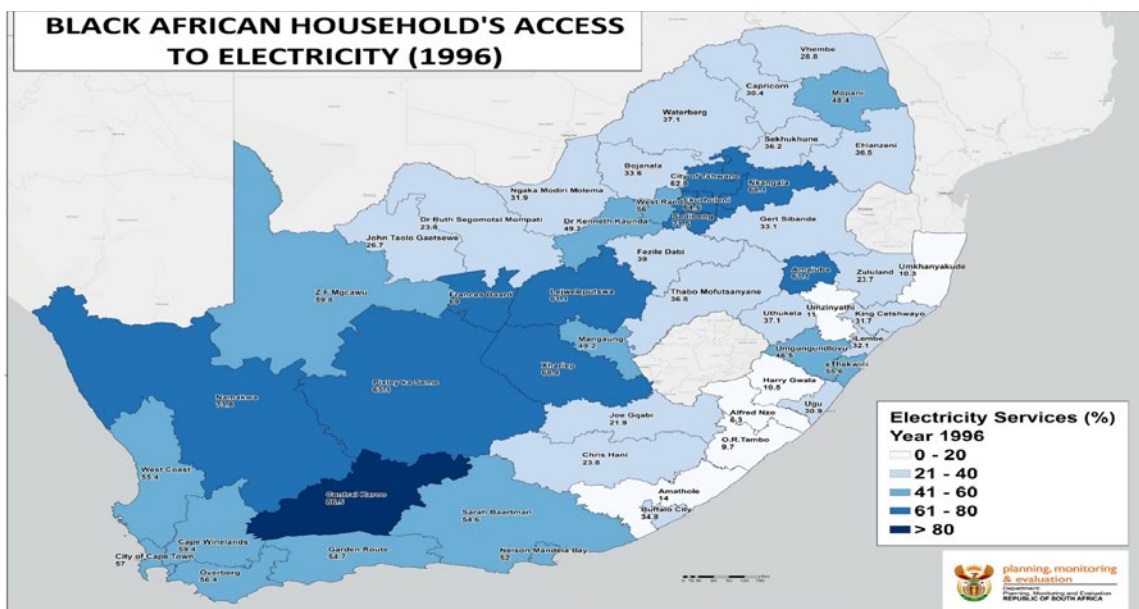 BLACK AFRICAN HOUSEHOLD'S ACCESS
TO ELECTRICITY (1996)
Vhembe
28.8
Capricorn
30.4
Mopani
48.4
Waterberg
37.1
Sekhukhune
36.2
Ehlanzeni
36.5
Bojanala
33.6
City of Tshwane
Nkangala
Ngaka Modiri Molema
31.9
West Rand
56
Ekurhuleni
Sedibeng
Dr Ruth Segomotsi Mompati
23.8
Dr Kenneth Kaunda
49.2
Gert Sibande
33.1
John Taolo Gaetsewe
26.7
Fezile Dabi
39
Amajuba
Zululand
23.7
Umkhanyakude
10.3
Z F Mgcawu
59.8
Frances Baard
69
Lejweleputswa
61.1
Thabo Mofutsanyane
36.8
Umzinyathi
11
Uthukela
37.1
King Cetshwayo
31.7
iLembe
32.1
Mangaung
49.2
Umgungundlovu
46.5
eThekwini
55.6
Xhariep
Pixley ka Seme
Namakwa
Harry Gwala
10.5
Ugu
30.9
Joe Gqabi
21.9
Alfred Nzo
6.3
O.R.Tambo
9.7
Chris Hani
23.8
West Coast
55.4
Central Karoo
Amathole
14
Buffalo City
34.8
Sarah Baartman
54.6
Cape Winelands
59.4
Garden Route
54.7
Nelson Mandela Bay
52
City of Cape Town
57
Overberg
56.4
Electricity Services (%)
Year 1996
0 - 20
21 - 40
41 - 60
61 - 80
> 80
planning, monitoring
& evaluation
Department:
Planning, Monitoring and Evaluation
REPUBLIC OF SOUTH AFRICA